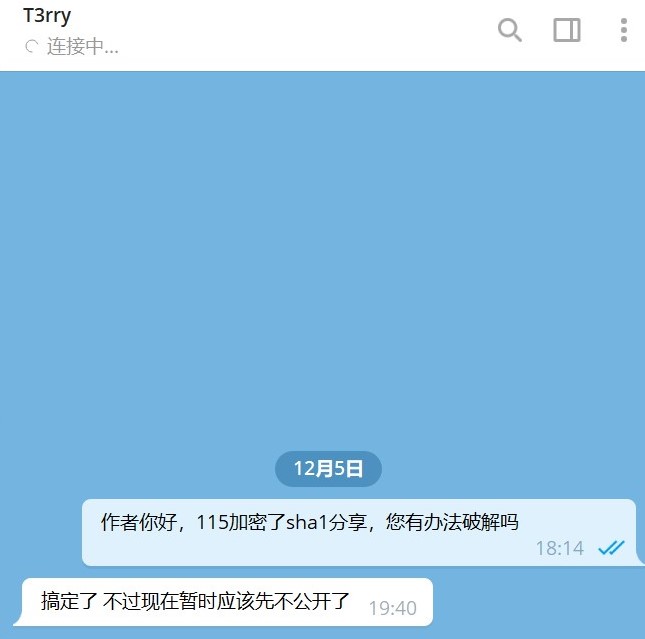 T3rry
连接中...
12月5日
作者你好，115加密了sha1分享，您有办法破解吗
18:14
搞定了 不过现在暂时应该先不公开了
19:40